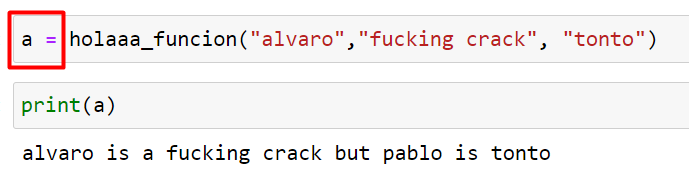 a = holaaa_funcion("alvaro","fucking crack", "tonto")
print(a)
alvaro is a fucking crack but pablo is tonto